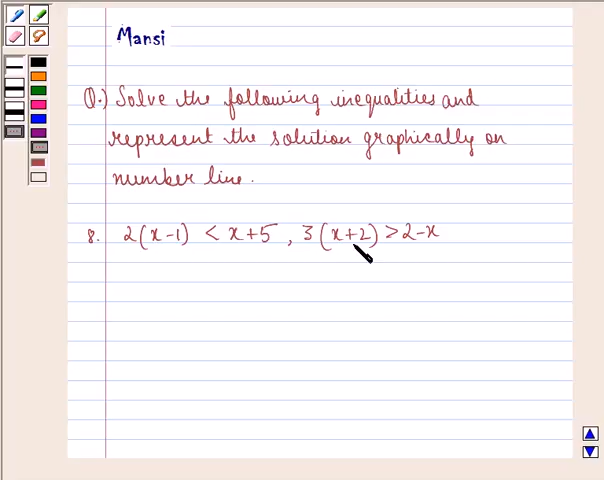 Mansi
Q.) Solve the following inequalities and
represent the solution graphically on
number line.
8. 2(x-1) < x+5, 3(x+2) > 2-x